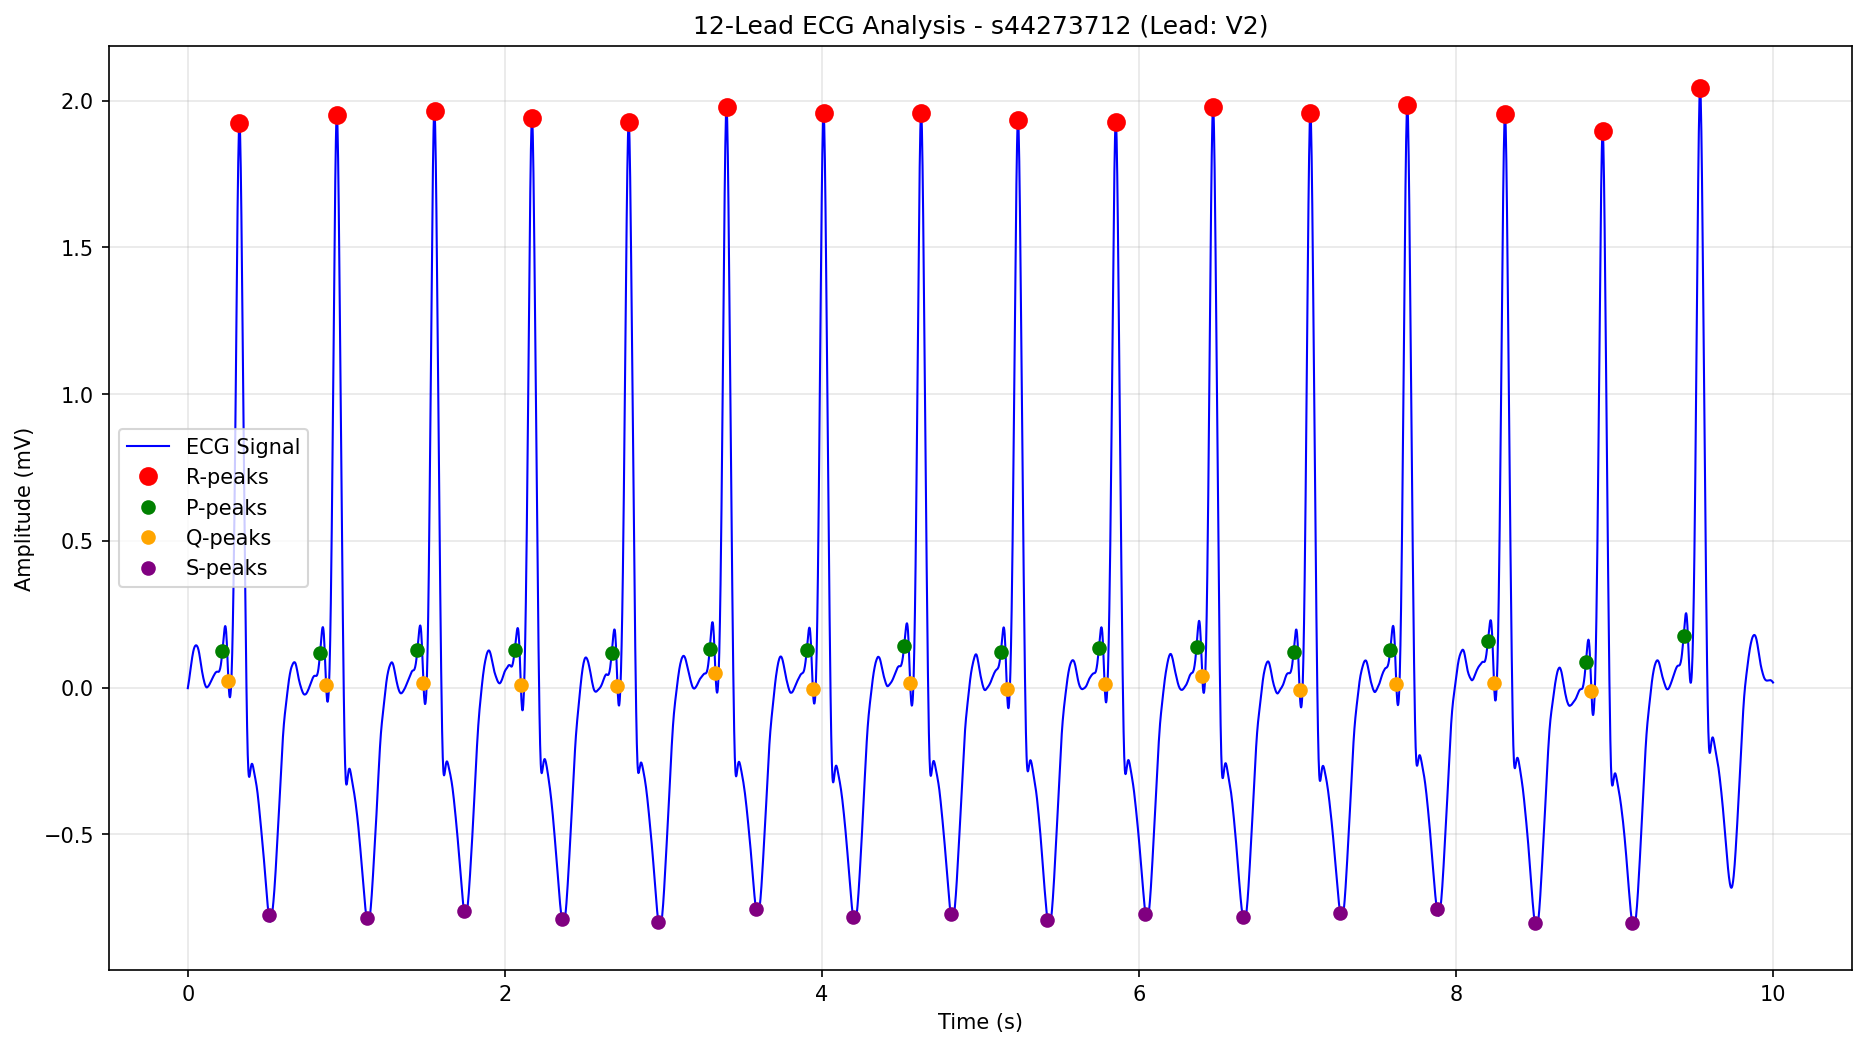 12-Lead ECG Analysis - s44273712 (Lead: V2)
2.0
1.5
1.0
0.5
0.0
−0.5
Amplitude (mV)
ECG Signal
R-peaks
P-peaks
Q-peaks
S-peaks
0
2
4
6
8
10
Time (s)